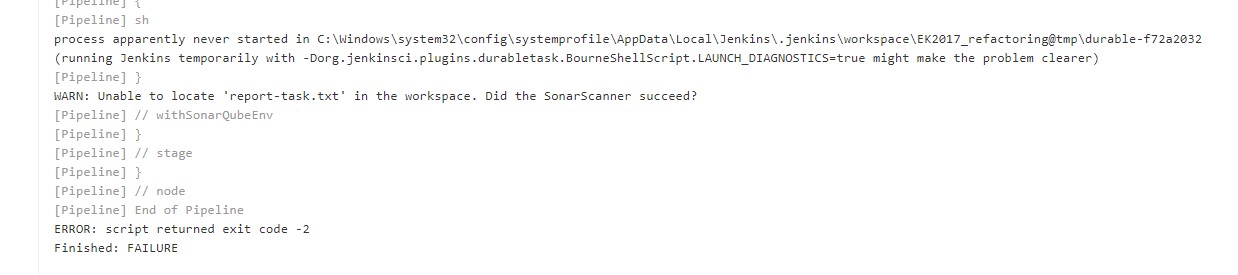 [Pipeline] {
[Pipeline] sh
process apparently never started in C:\Windows\system32\config\systemprofile\AppData\Local\Jenkins\.jenkins\workspace\EK2017_refactoring@tmp\durable-f72a2032
(running Jenkins temporarily with -Dorg.jenkinsci.plugins.durabletask.BourneShellScript.LAUNCH_DIAGNOSTICS=true might make the problem clearer)
[Pipeline] }
WARN: Unable to locate 'report-task.txt' in the workspace. Did the SonarScanner succeed?
[Pipeline] // withSonarQubeEnv
[Pipeline] }
[Pipeline] // stage
[Pipeline] }
[Pipeline] // node
[Pipeline] End of Pipeline
ERROR: script returned exit code -2
Finished: FAILURE